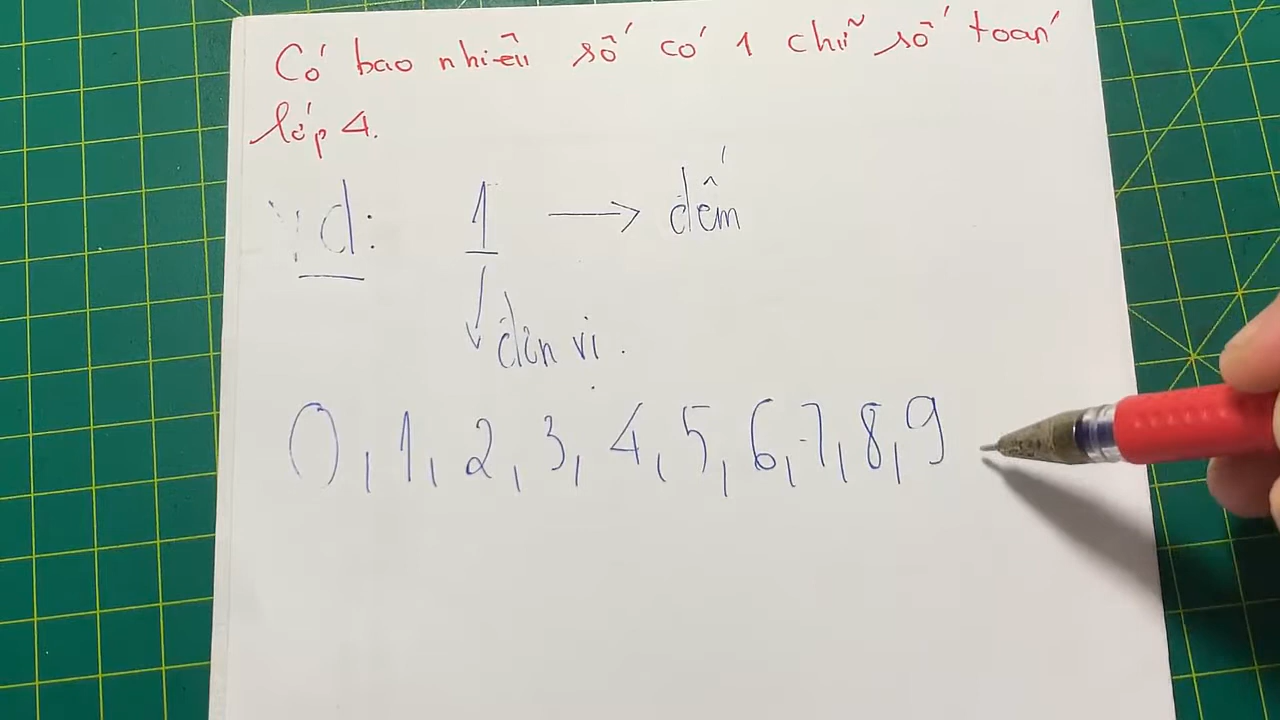 Có bao nhiêu số có 1 chữ số toán
lớp 4.
vd: 1 → đếm
đơn vị.
0, 1, 2, 3, 4, 5, 6, 7, 8, 9